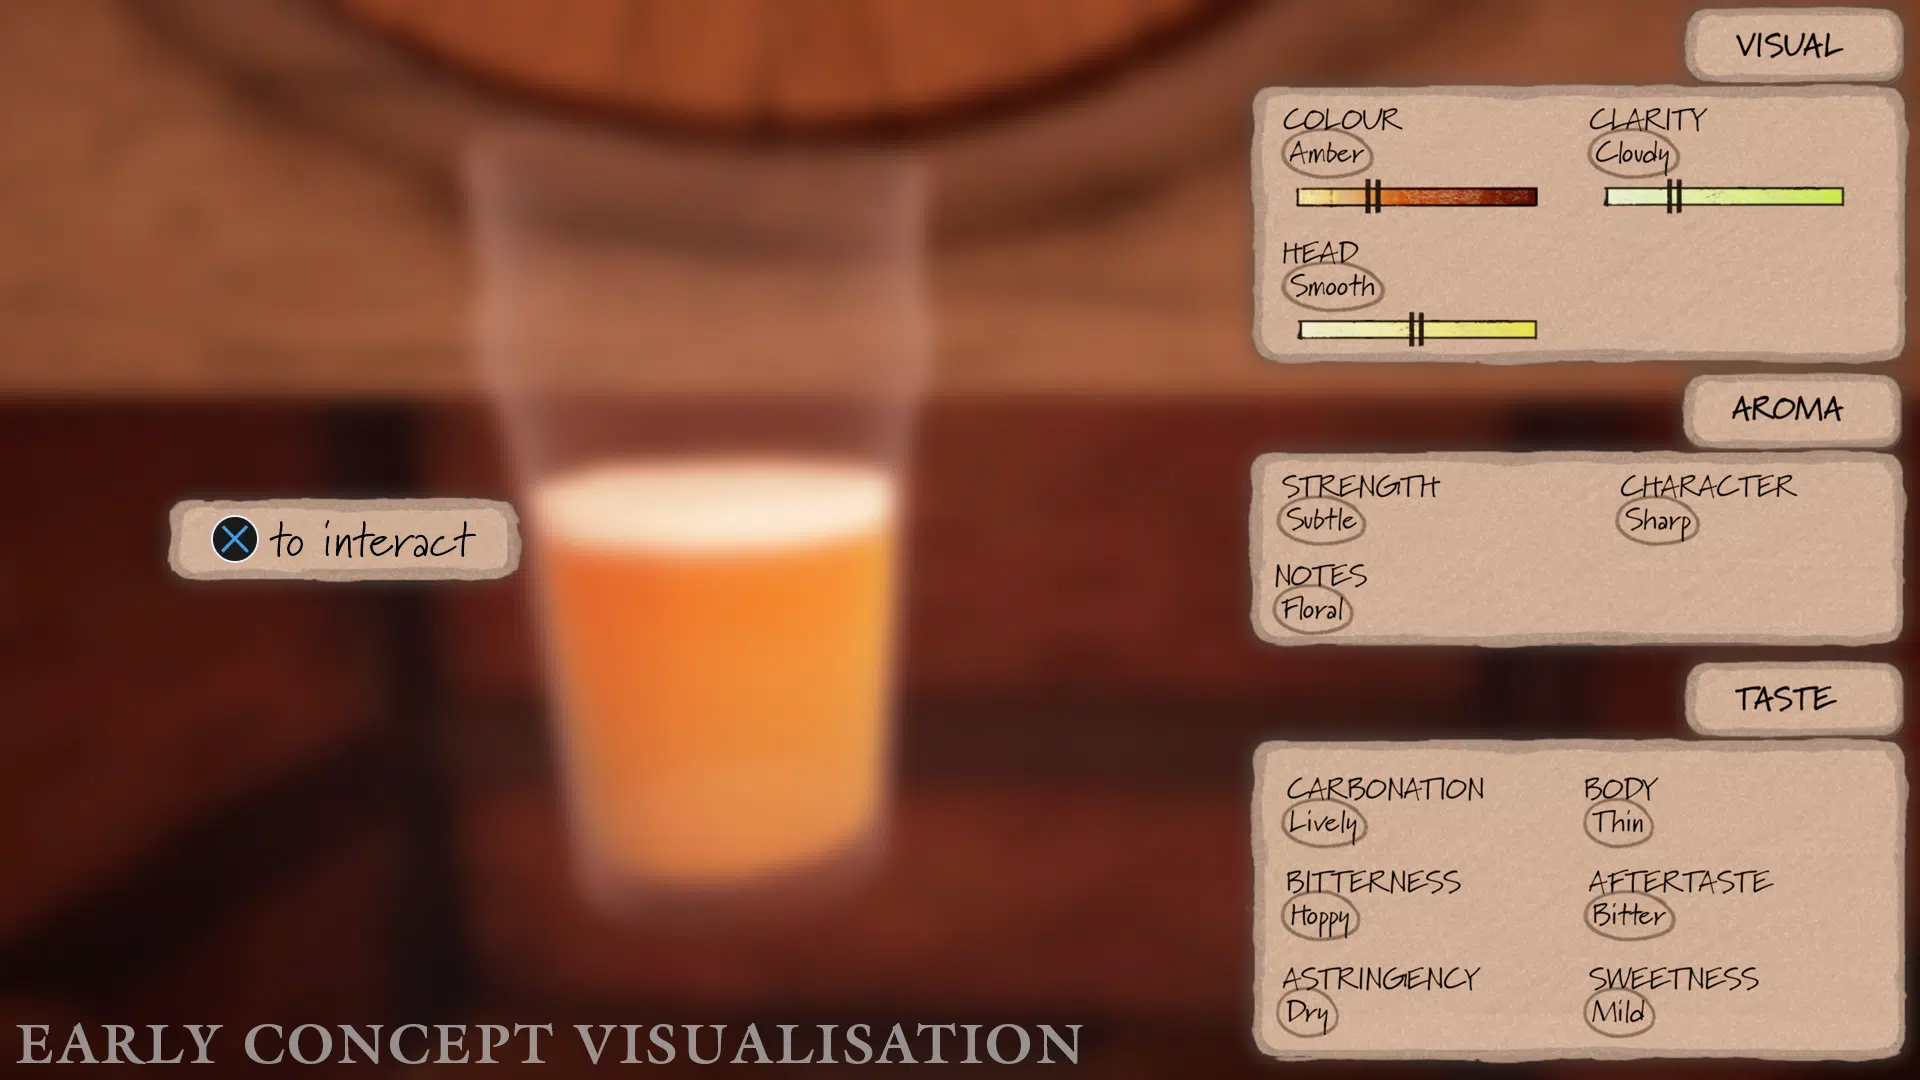 VISUAL
COLOUR
Amber
CLARITY
Cloudy
HEAD
Smooth
AROMA
STRENGTH
Subtle
CHARACTER
Sharp
NOTES
Floral
to interact
TASTE
CARBONATION
Lively
BODY
Thin
BITTERNESS
Hoppy
AFTERTASTE
Bitter
ASTRINGENCY
Dry
SWEETNESS
Mild
EARLY CONCEPT VISUALISATION